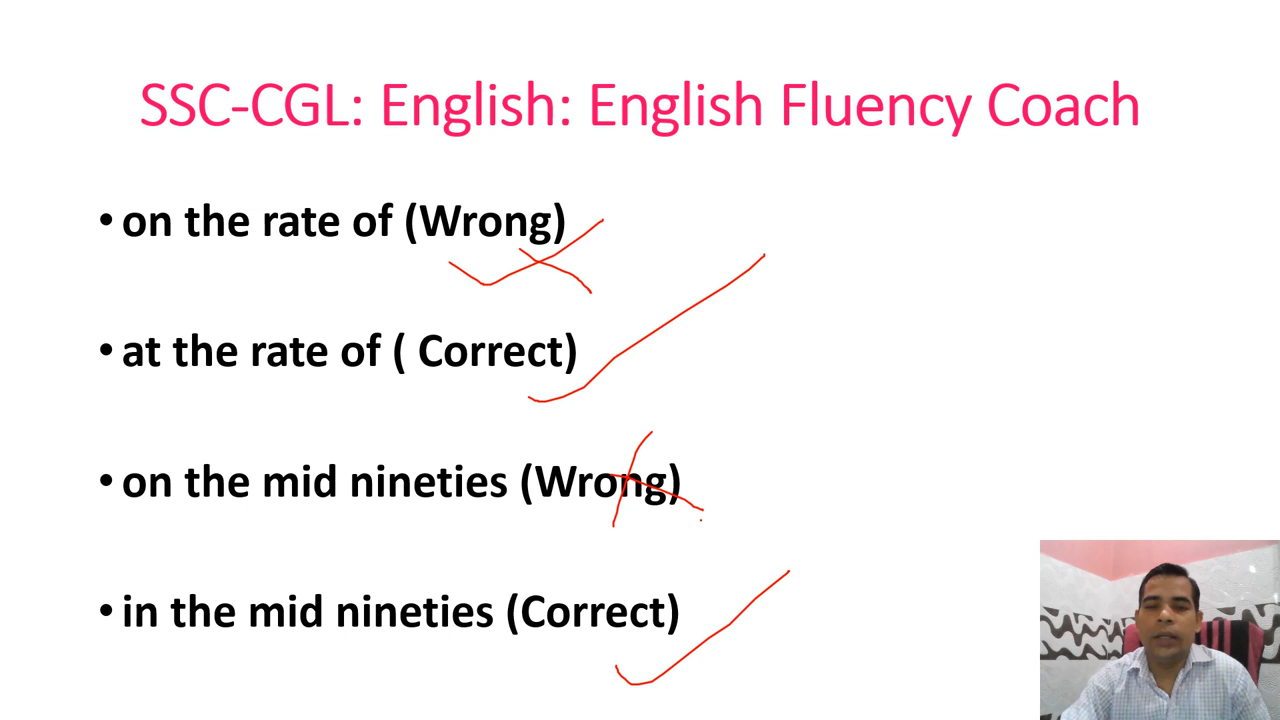 SSC-CGL: English: English Fluency Coach
• on the rate of (Wrong)
• at the rate of ( Correct)
• on the mid nineties (Wrong)
• in the mid nineties (Correct)